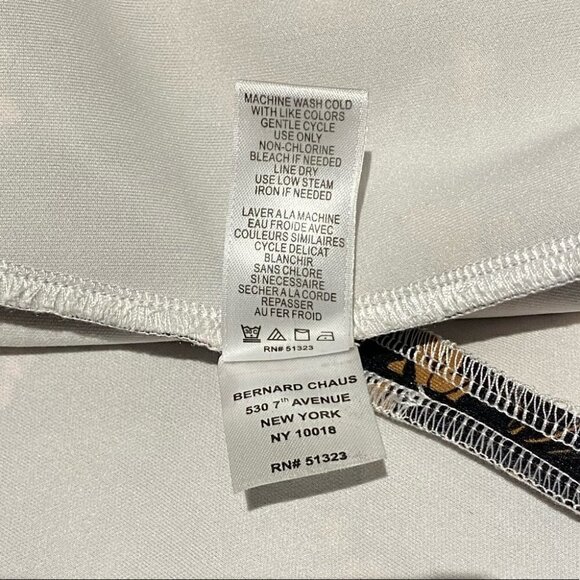 MACHINE WASH COLD
WITH LIKE COLORS
GENTLE CYCLE
USE ONLY
NON-CHLORINE
BLEACH IF NEEDED
LINE DRY
USE LOW STEAM
IRON IF NEEDED
LAVER A LA MACHINE
EAU FROIDE AVEC
COULEURS SIMILAIRES
CYCLE DELICAT
BLANCHIR
SANS CHLORE
SI NECESSAIRE
SECHER A LA CORDE
REPASSER
AU FER FROID
RN# 51323
BERNARD CHAUS
530 7th AVENUE
NEW YORK
NY 10018
RN# 51323